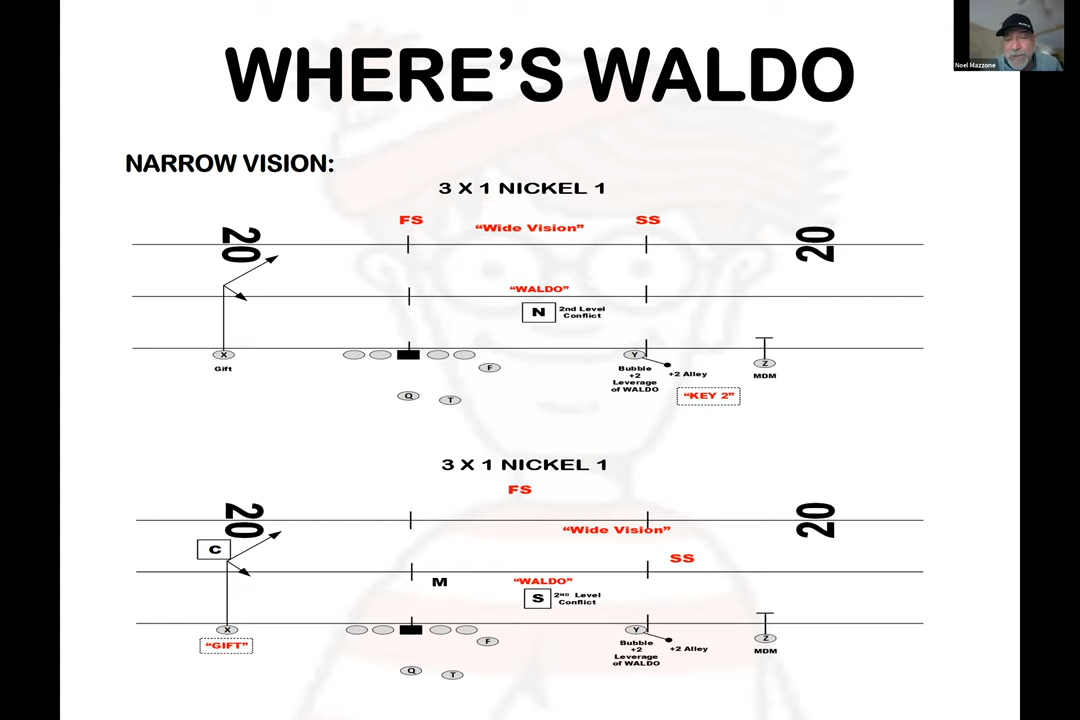 WHERE'S WALDO
Noel Mazzone
NARROW VISION:
3 X 1 NICKEL 1
FS
SS
"Wide Vision"
20
20
"WALDO"
N
2nd Level
Conflict
X
Gift
F
Y
Bubble
+2
Leverage
of WALDO
+2 Alley
Z
MDM
"KEY 2"
Q
T
3 X 1 NICKEL 1
FS
20
20
"Wide Vision"
C
SS
M
"WALDO"
S
2ND Level
Conflict
X
"GIFT"
F
Y
Bubble
+2
Leverage
of WALDO
+2 Alley
Z
MDM
Q
T